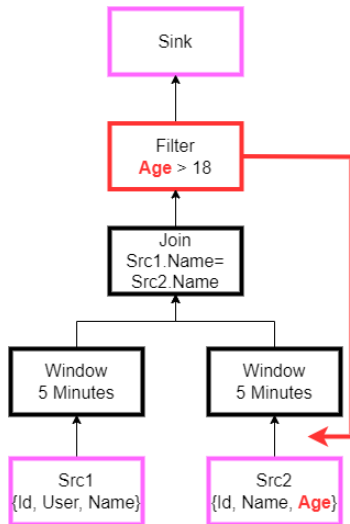 Sink
Filter
Age > 18
Join
Src1.Name=
Src2.Name
Window
5 Minutes
Window
5 Minutes
Src1
{Id, User, Name}
Src2
{Id, Name, Age}